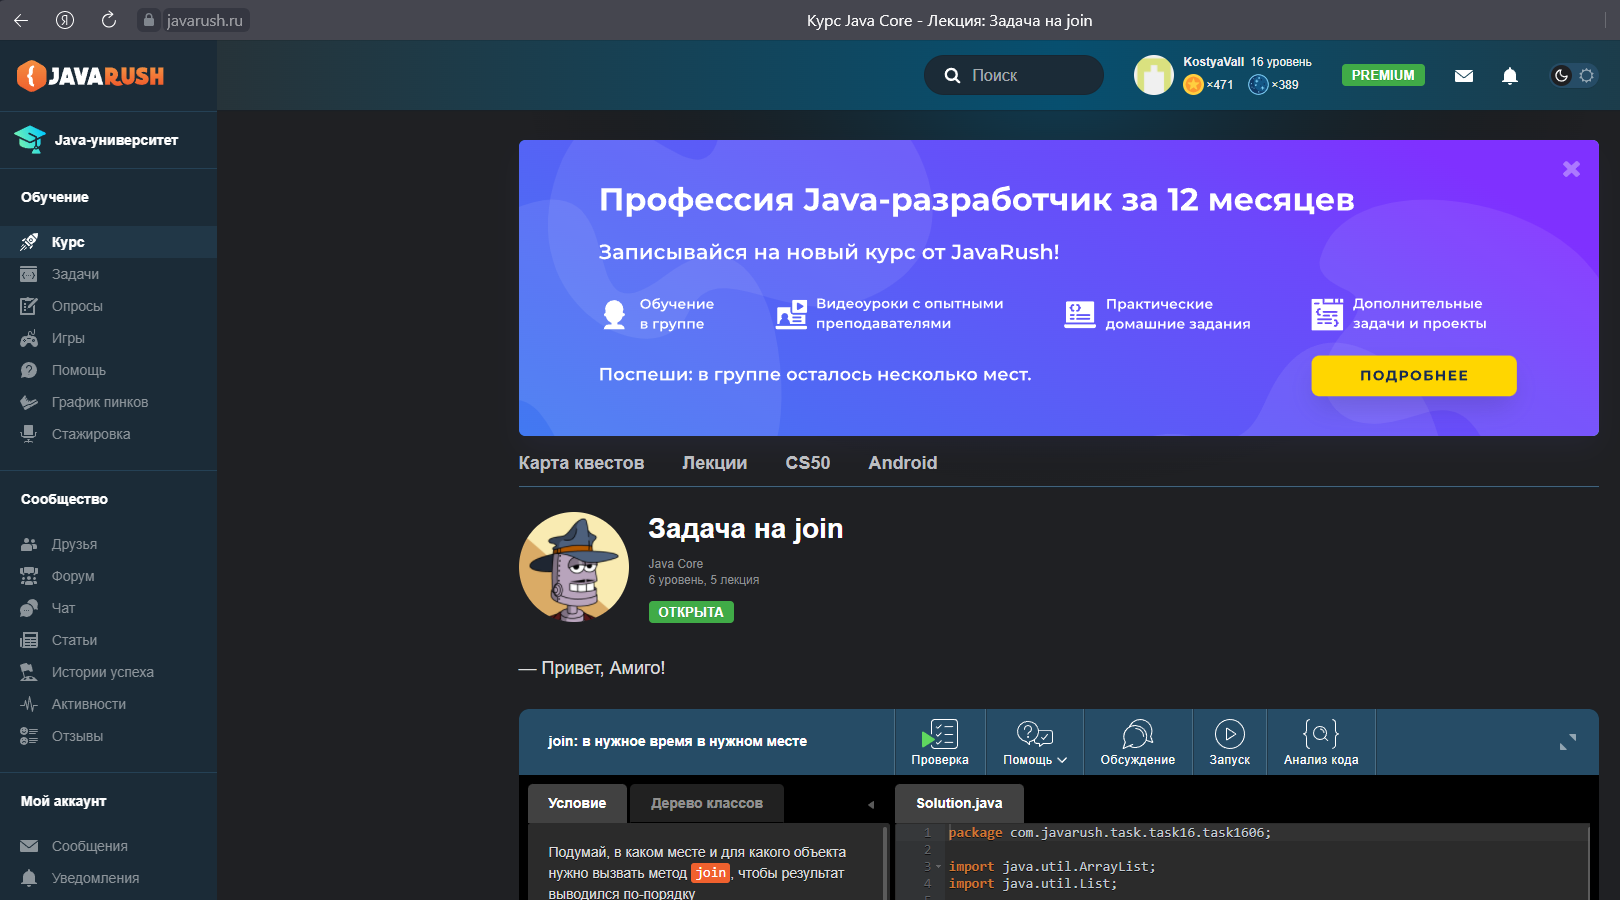 javarush.ru
Курс Java Core - Лекция: Задача на join
JAVARUSH
Поиск
KostyaVall 16 уровень
×471 ×389
PREMIUM
Java-университет
Обучение
Курс
Задачи
Опросы
Игры
Помощь
График пинков
Стажировка
Сообщество
Друзья
Форум
Чат
Статьи
Истории успеха
Активности
Отзывы
Мой аккаунт
Сообщения
Уведомления
Профессия Java-разработчик за 12 месяцев
Записывайся на новый курс от JavaRush!
Обучение
в группе
Видеоуроки с опытными
преподавателями
Практические
домашние задания
Дополнительные
задачи и проекты
Поспеши: в группе осталось несколько мест.
ПОДРОБНЕЕ
Карта квестов Лекции CS50 Android
Задача на join
Java Core
6 уровень, 5 лекция
ОТКРЫТА
— Привет, Амиго!
join: в нужное время в нужном месте
Проверка
Помощь
Обсуждение
Запуск
Анализ кода
Условие Дерево классов
Подумай, в каком месте и для какого объекта
нужно вызвать метод join, чтобы результат
выводился по-порядку
Solution.java
1 package com.javarush.task.task16.task1606;
2
3 import java.util.ArrayList;
4 import java.util.List;